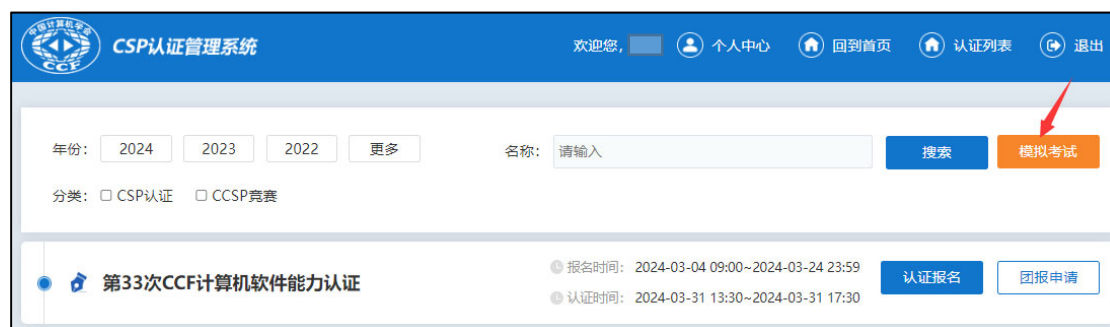 中国计算机学会
CCF
CSP认证管理系统
欢迎您,
个人中心
回到首页
认证列表
退出
年份: 2024 2023 2022 更多
名称: 请输入
搜索
模拟考试
分类: CSP认证 CCSP竞赛
第33次CCF计算机软件能力认证
报名时间: 2024-03-04 09:00~2024-03-24 23:59
认证时间: 2024-03-31 13:30~2024-03-31 17:30
认证报名
团报申请